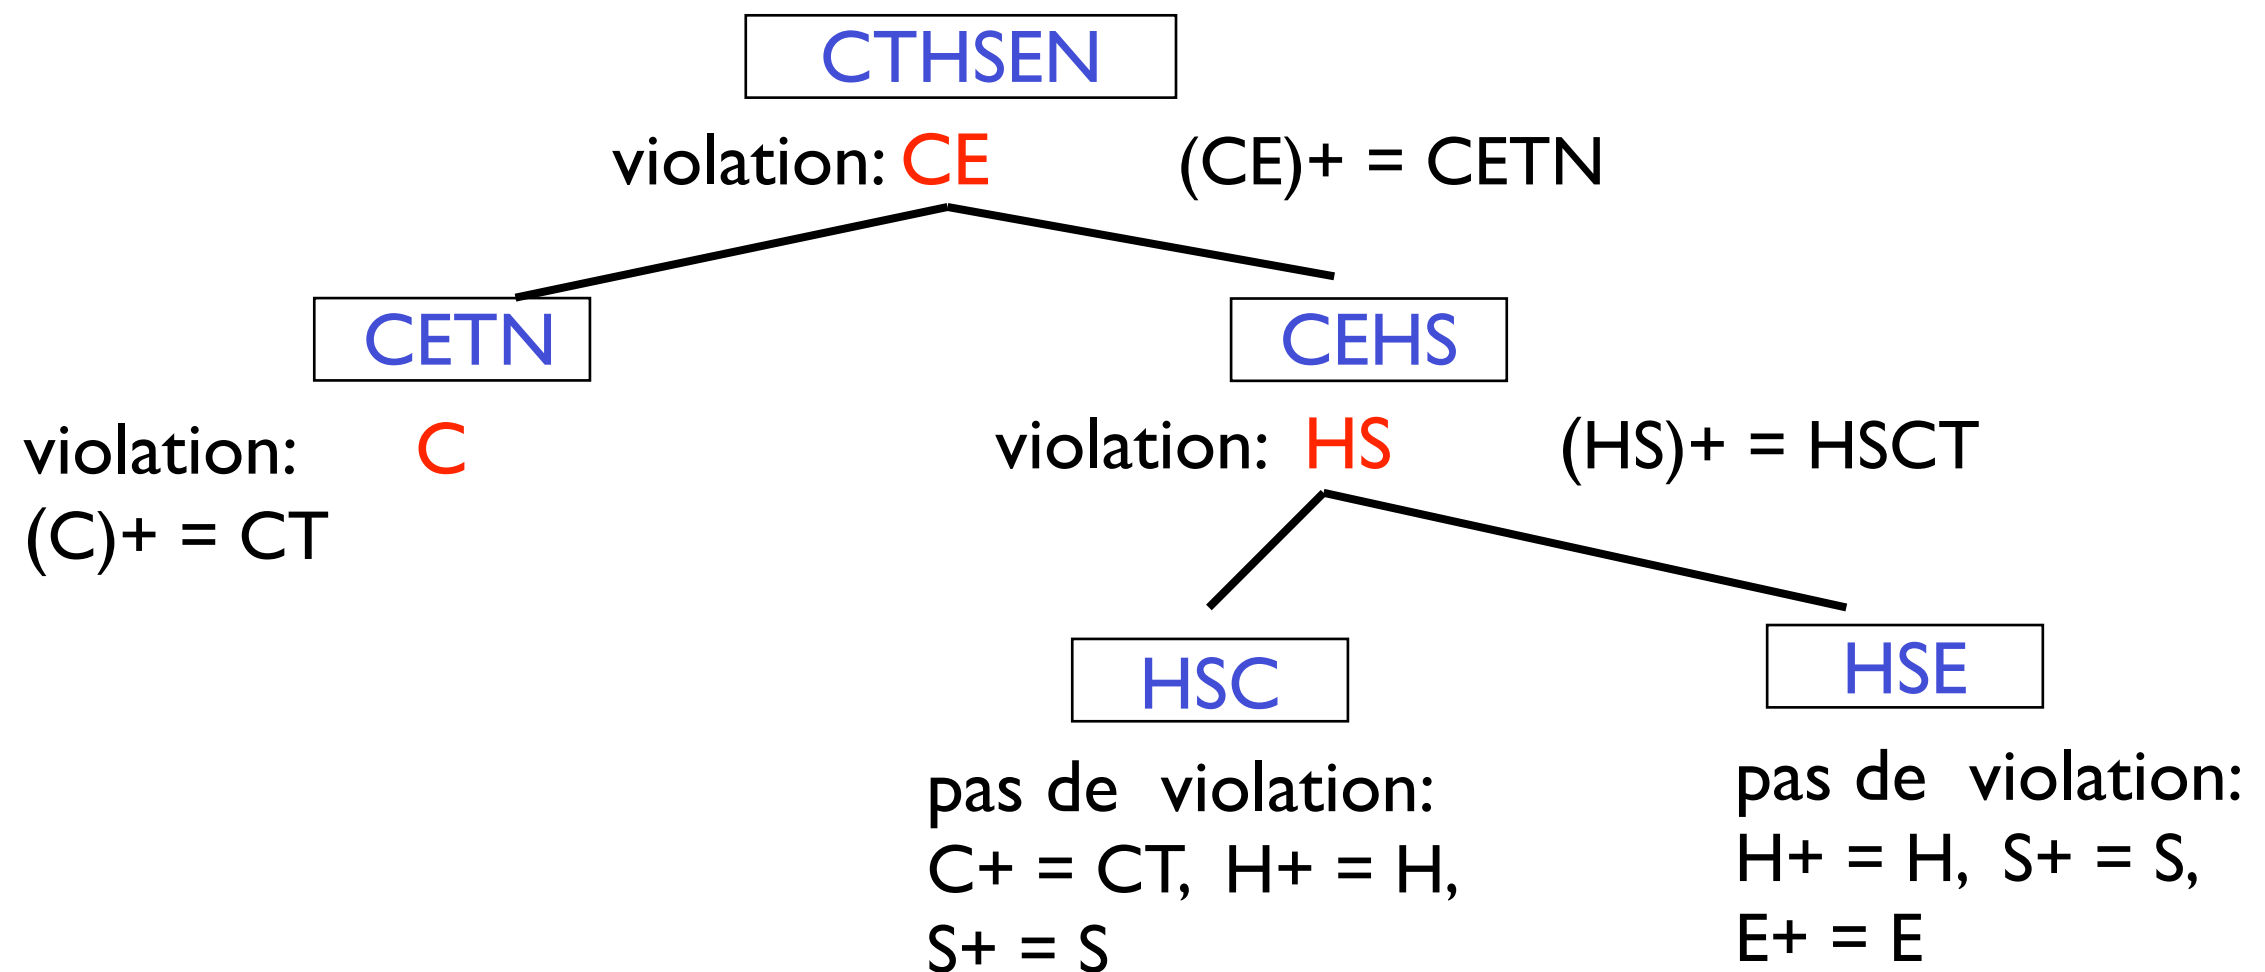 CTHSEN
violation: CE (CE)+ = CETN
CETN
CEHS
violation: C
(C)+ = CT
violation: HS (HS)+ = HSCT
HSC
HSE
pas de violation:
C+ = CT, H+ = H,
S+ = S
pas de violation:
H+ = H, S+ = S,
E+ = E